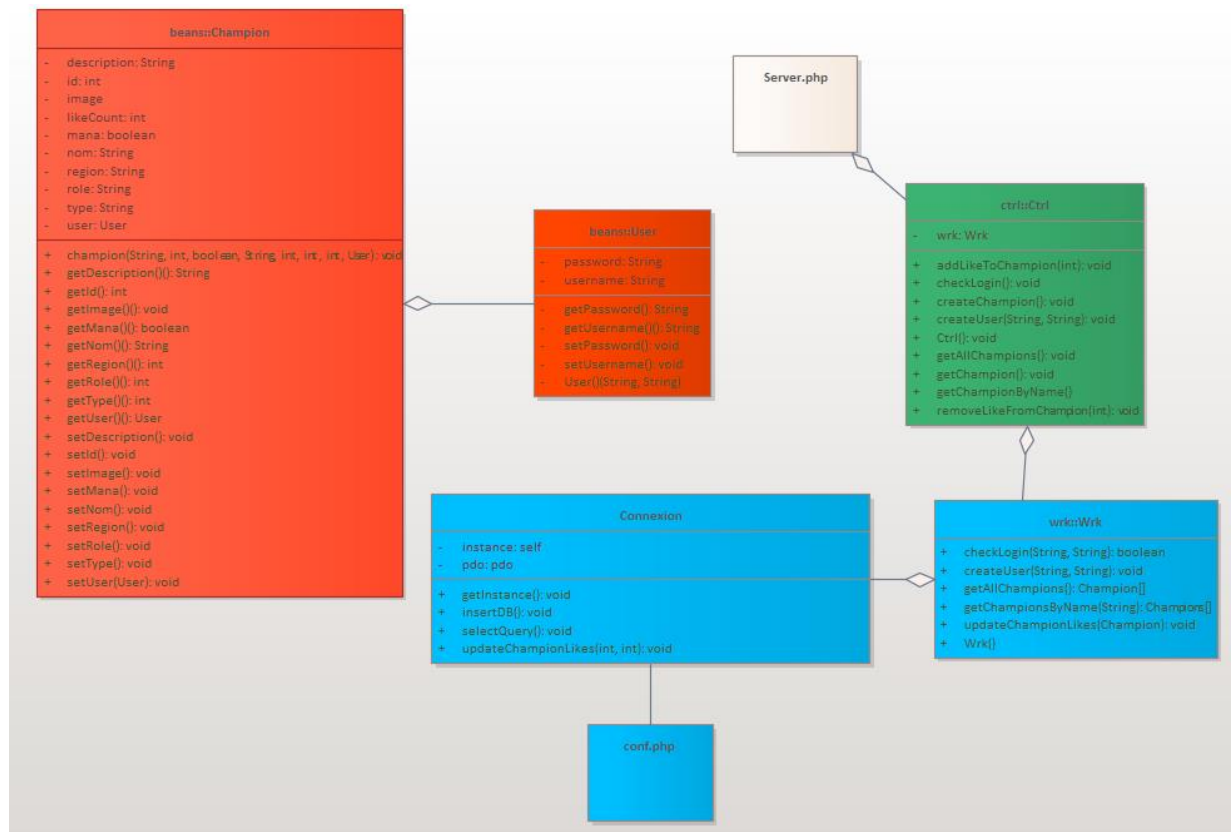 beans::Champion
- description: String
- id: int
- image
- likeCount: int
- mana: boolean
- nom: String
- region: String
- role: String
- type: String
- user: User
+ champion(String, int, boolean, String, int, int, int, User): void
+ getDescription()(): String
+ getId(): int
+ getImage()(): void
+ getMana()(): boolean
+ getNom()(): String
+ getRegion()(): int
+ getRole()(): int
+ getType()(): int
+ getUser()(): User
+ setDescription(): void
+ setId(): void
+ setImage(): void
+ setMana(): void
+ setNom(): void
+ setRegion(): void
+ setRole(): void
+ setType(): void
+ setUser(User): void
beans::User
- password: String
- username: String
- getPassword(): String
- getUsername()(): String
- setPassword(): void
- setUsername(): void
- User()(String, String)
Server.php
ctrl::Ctrl
- wrk: Wrk
+ addLikeToChampion(int): void
+ checkLogin(): void
+ createChampion(): void
+ createUser(String, String): void
+ Ctrl(): void
+ getAllChampions(): void
+ getChampion(): void
+ getChampionByName()
+ removeLikeFromChampion(int): void
Connexion
- instance: self
- pdo: pdo
+ getInstance(): void
+ insertDB(): void
+ selectQuery(): void
+ updateChampionLikes(int, int): void
wrk::Wrk
+ checkLogin(String, String): boolean
+ createUser(String, String): void
+ getAllChampions(): Champion[]
+ getChampionsByName(String): Champions[]
+ updateChampionLikes(Champion): void
+ Wrk()
conf.php